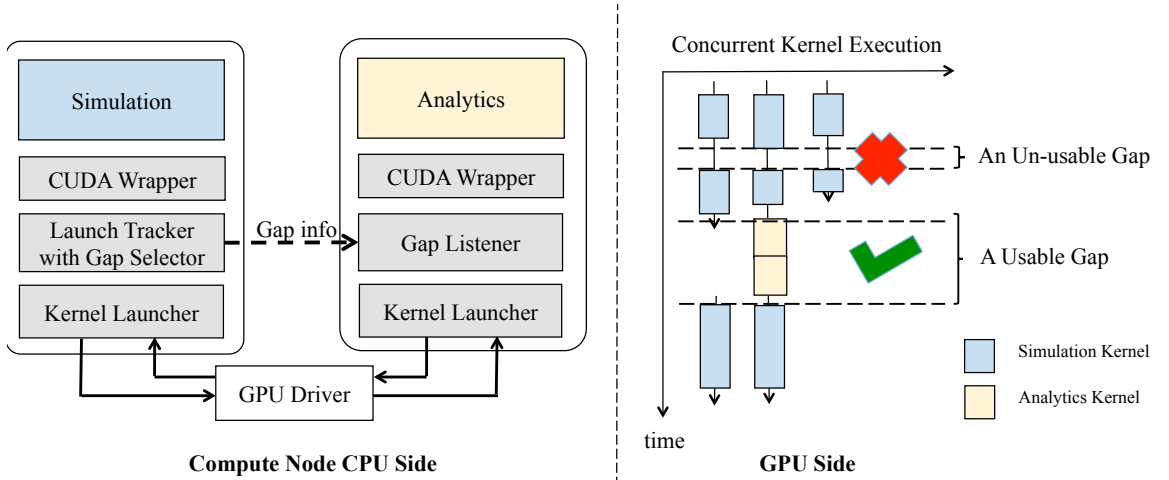 Simulation
CUDA Wrapper
Launch Tracker
with Gap Selector
Kernel Launcher
Gap info
Analytics
CUDA Wrapper
Gap Listener
Kernel Launcher
GPU Driver
Compute Node CPU Side
Concurrent Kernel Execution
An Un-usable Gap
A Usable Gap
Simulation Kernel
Analytics Kernel
time
GPU Side